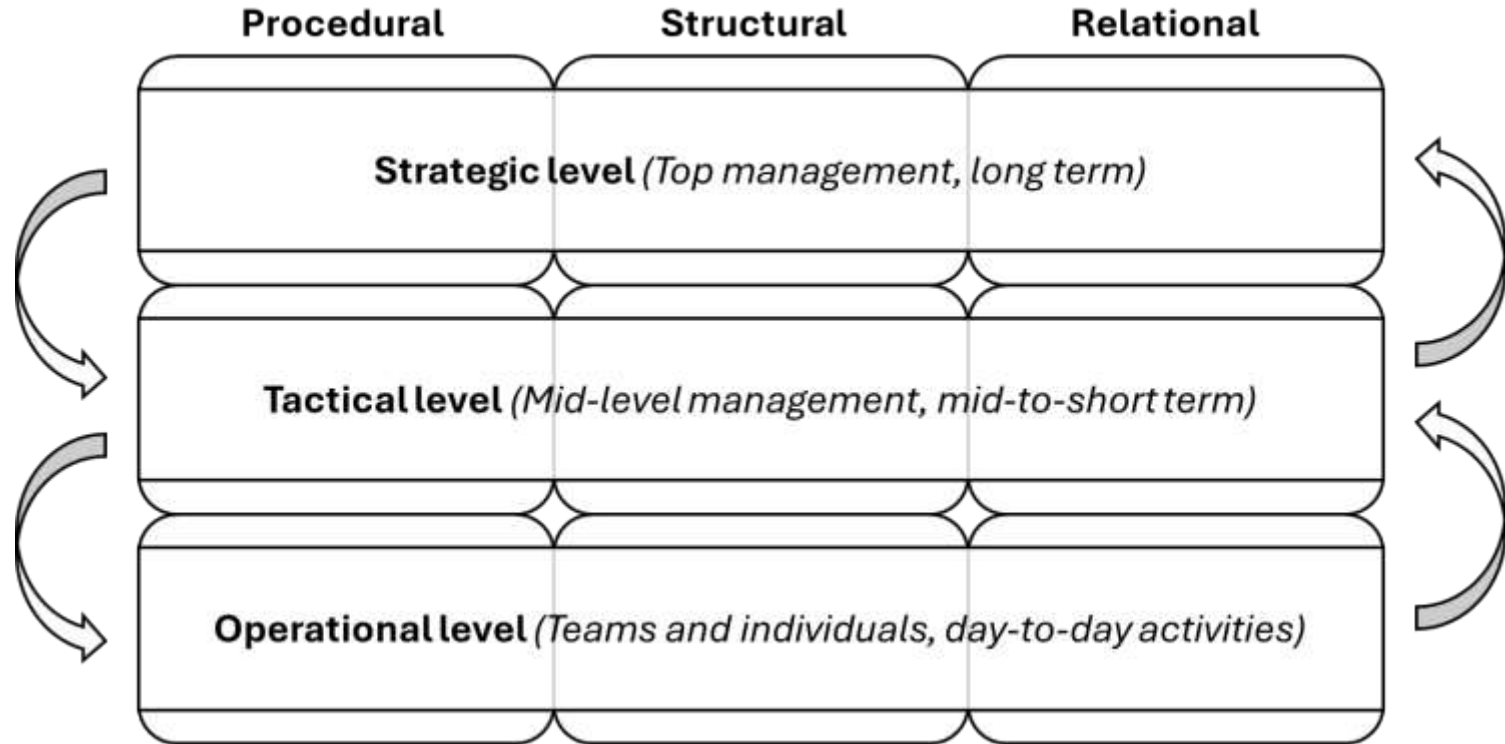 Procedural Structural Relational
Strategic level (Top management, long term)
Tactical level (Mid-level management, mid-to-short term)
Operational level (Teams and individuals, day-to-day activities)